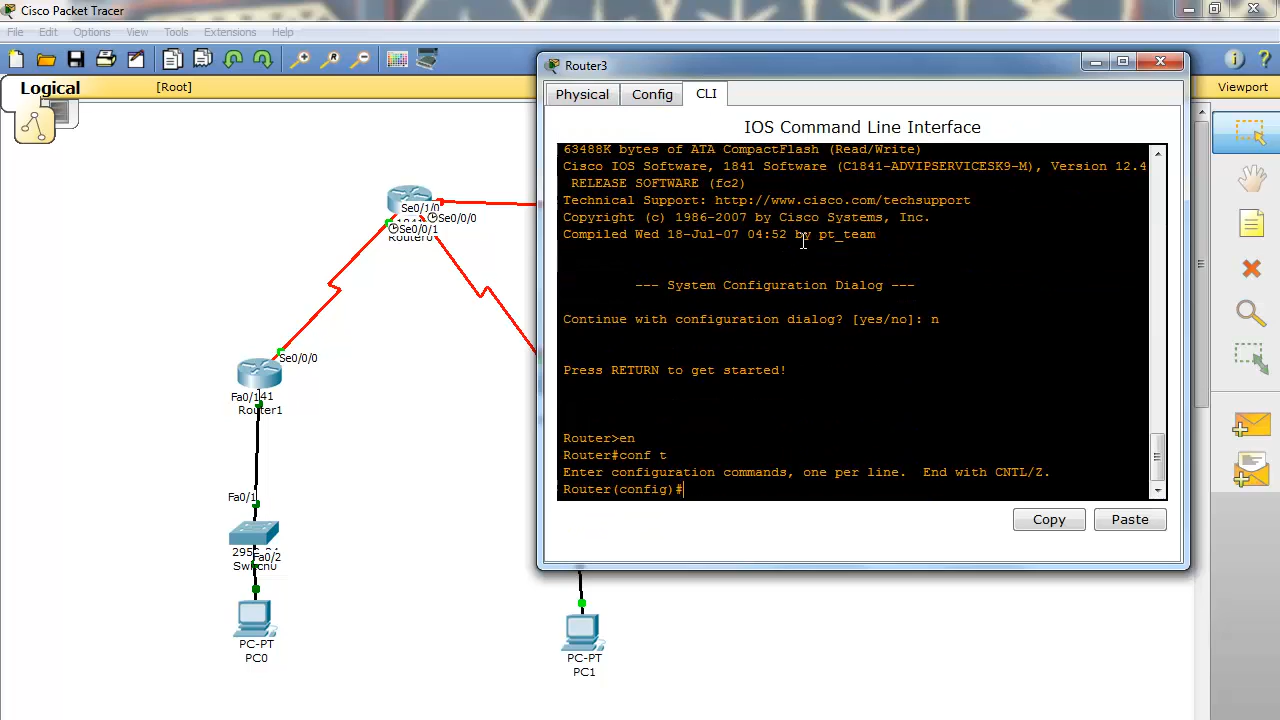 Cisco Packet Tracer
File Edit Options View Tools Extensions Help
Logical
[Root]
Viewport
Se0/1/0
Se0/0/0
Se0/0/1
Se0/0/0
Router1
Fa0/1
Fa0/2
PC-PT
PC0
PC-PT
PC1
Router3
Physical Config CLI
IOS Command Line Interface
63488K bytes of ATA CompactFlash (Read/Write)
Cisco IOS Software, 1841 Software (C1841-ADVIPSERVICESK9-M), Version 12.4
RELEASE SOFTWARE (fc2)
Technical Support: http://www.cisco.com/techsupport
Copyright (c) 1986-2007 by Cisco Systems, Inc.
Compiled Wed 18-Jul-07 04:52 by pt_team
--- System Configuration Dialog ---
Continue with configuration dialog? [yes/no]: n
Press RETURN to get started!
Router>en
Router#conf t
Enter configuration commands, one per line. End with CNTL/Z.
Router(config)#
Copy Paste